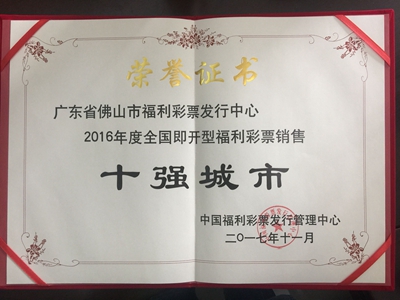 荣誉证书
广东省佛山市福利彩票发行中心
2016年度全国即开型福利彩票销售
十强城市
中国福利彩票发行管理中心
二〇一七年十一月